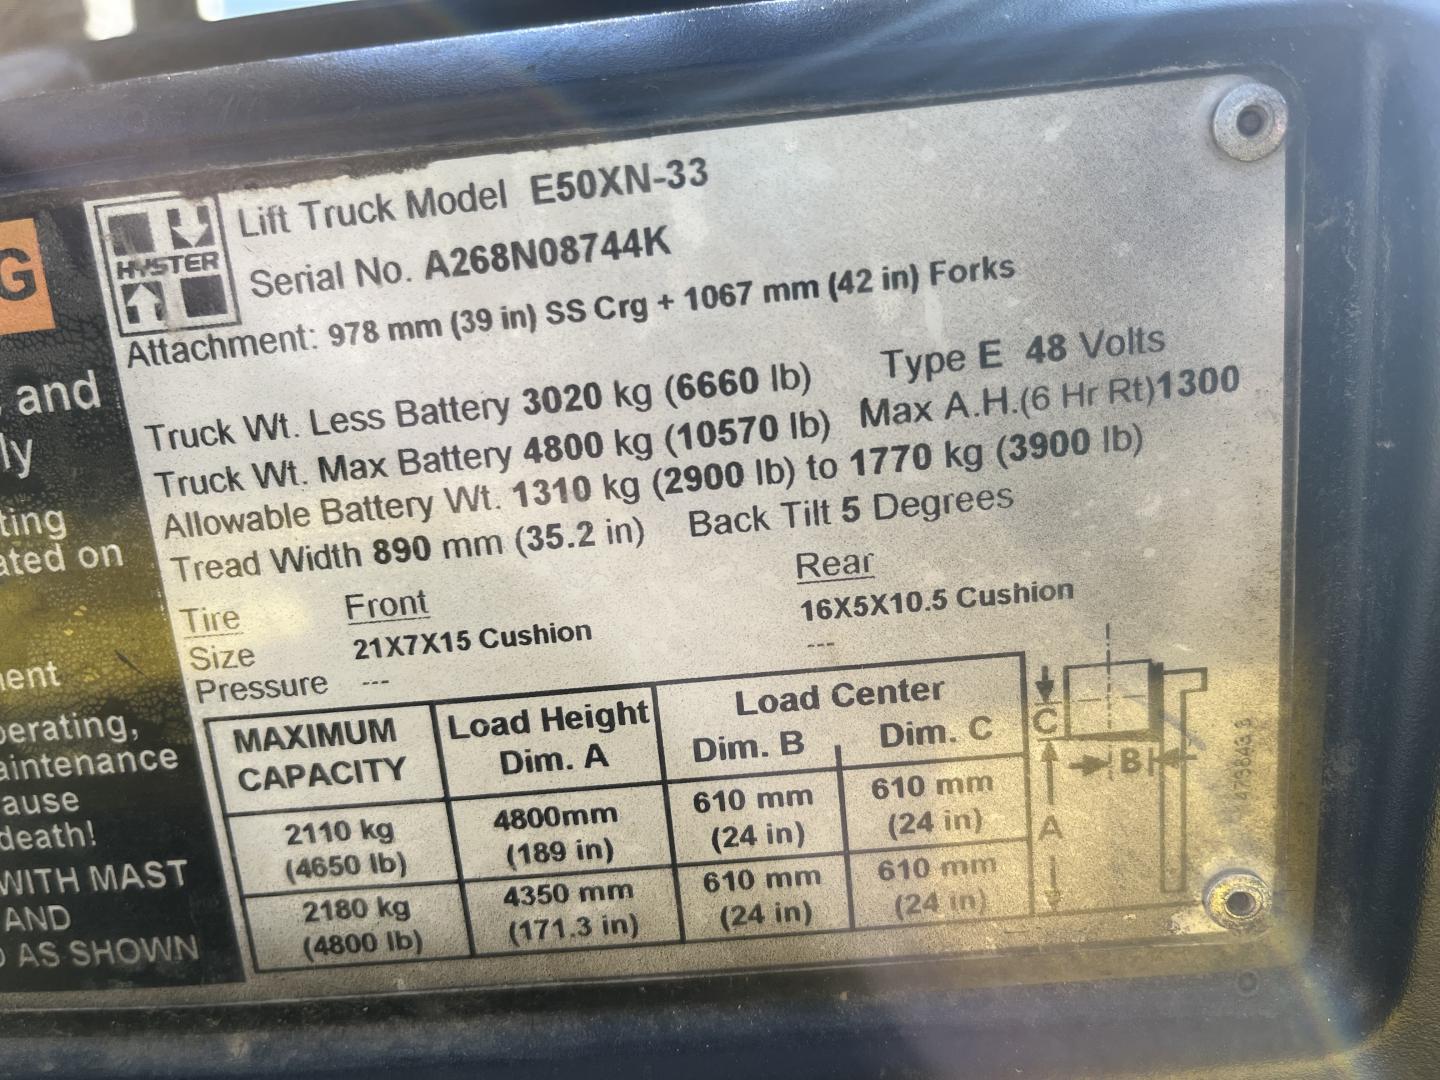 G
and
ly
ting
ated on
ent
perating,
aintenance
ause
death!
WITH MAST
AND
AS SHOWN
HYSTER
Lift Truck Model E50XN-33
Serial No. A268N08744K
Attachment: 978 mm (39 in) SS Crg + 1067 mm (42 in) Forks
Truck Wt. Less Battery 3020 kg (6660 lb) Type E 48 Volts
Truck Wt. Max Battery 4800 kg (10570 lb) Max A.H.(6 Hr Rt)1300
Allowable Battery Wt. 1310 kg (2900 lb) to 1770 kg (3900 lb)
Tread Width 890 mm (35.2 in) Back Tilt 5 Degrees
Tire Front Rear
Size 21X7X15 Cushion 16X5X10.5 Cushion
Pressure --- ---
MAXIMUM CAPACITY Load Height Dim. A Load Center Dim. B Dim. C
2110 kg (4650 lb) 4800mm (189 in) 610 mm (24 in) 610 mm (24 in)
2180 kg (4800 lb) 4350 mm (171.3 in) 610 mm (24 in) 610 mm (24 in)
C
B
A